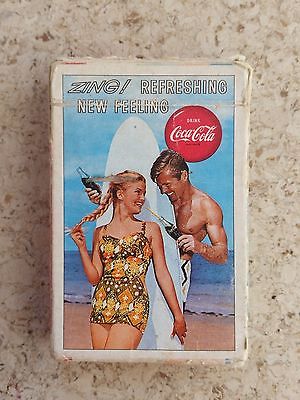 ZING! REFRESHING
NEW FEELING
DRINK
Coca-Cola